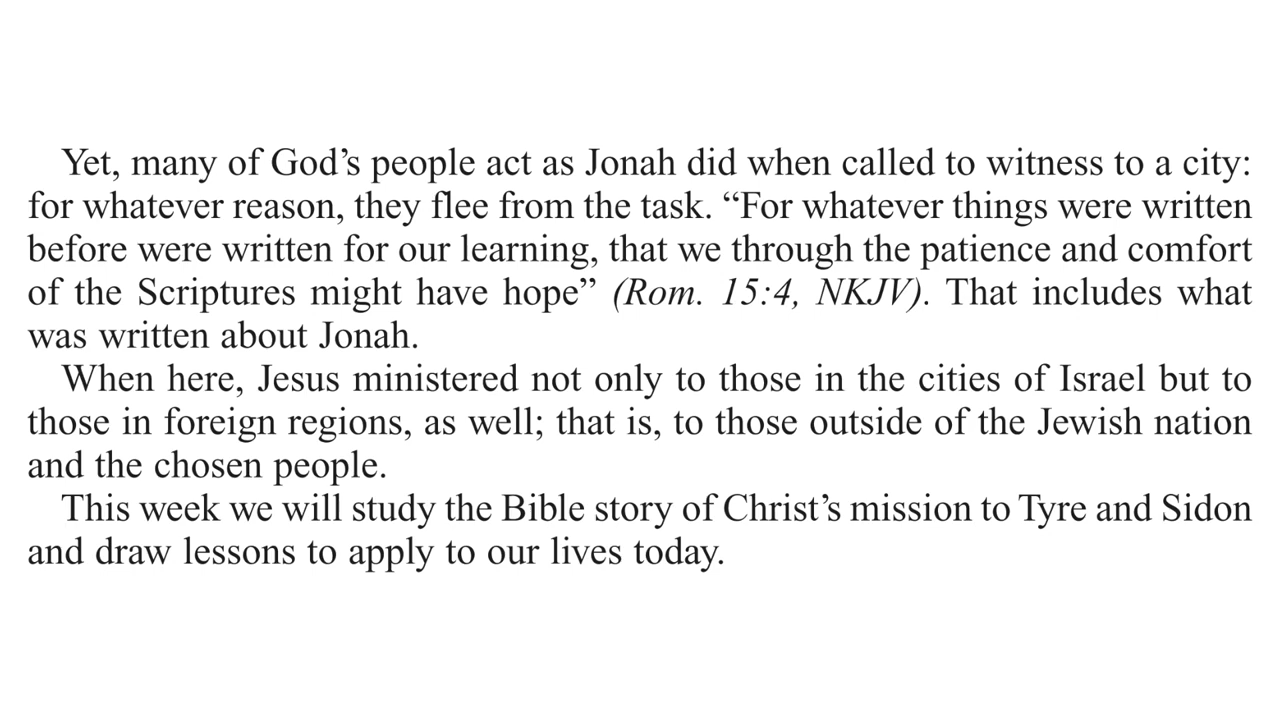 Yet, many of God’s people act as Jonah did when called to witness to a city:
for whatever reason, they flee from the task. “For whatever things were written
before were written for our learning, that we through the patience and comfort
of the Scriptures might have hope” (Rom. 15:4, NKJV). That includes what
was written about Jonah.
When here, Jesus ministered not only to those in the cities of Israel but to
those in foreign regions, as well; that is, to those outside of the Jewish nation
and the chosen people.
This week we will study the Bible story of Christ’s mission to Tyre and Sidon
and draw lessons to apply to our lives today.